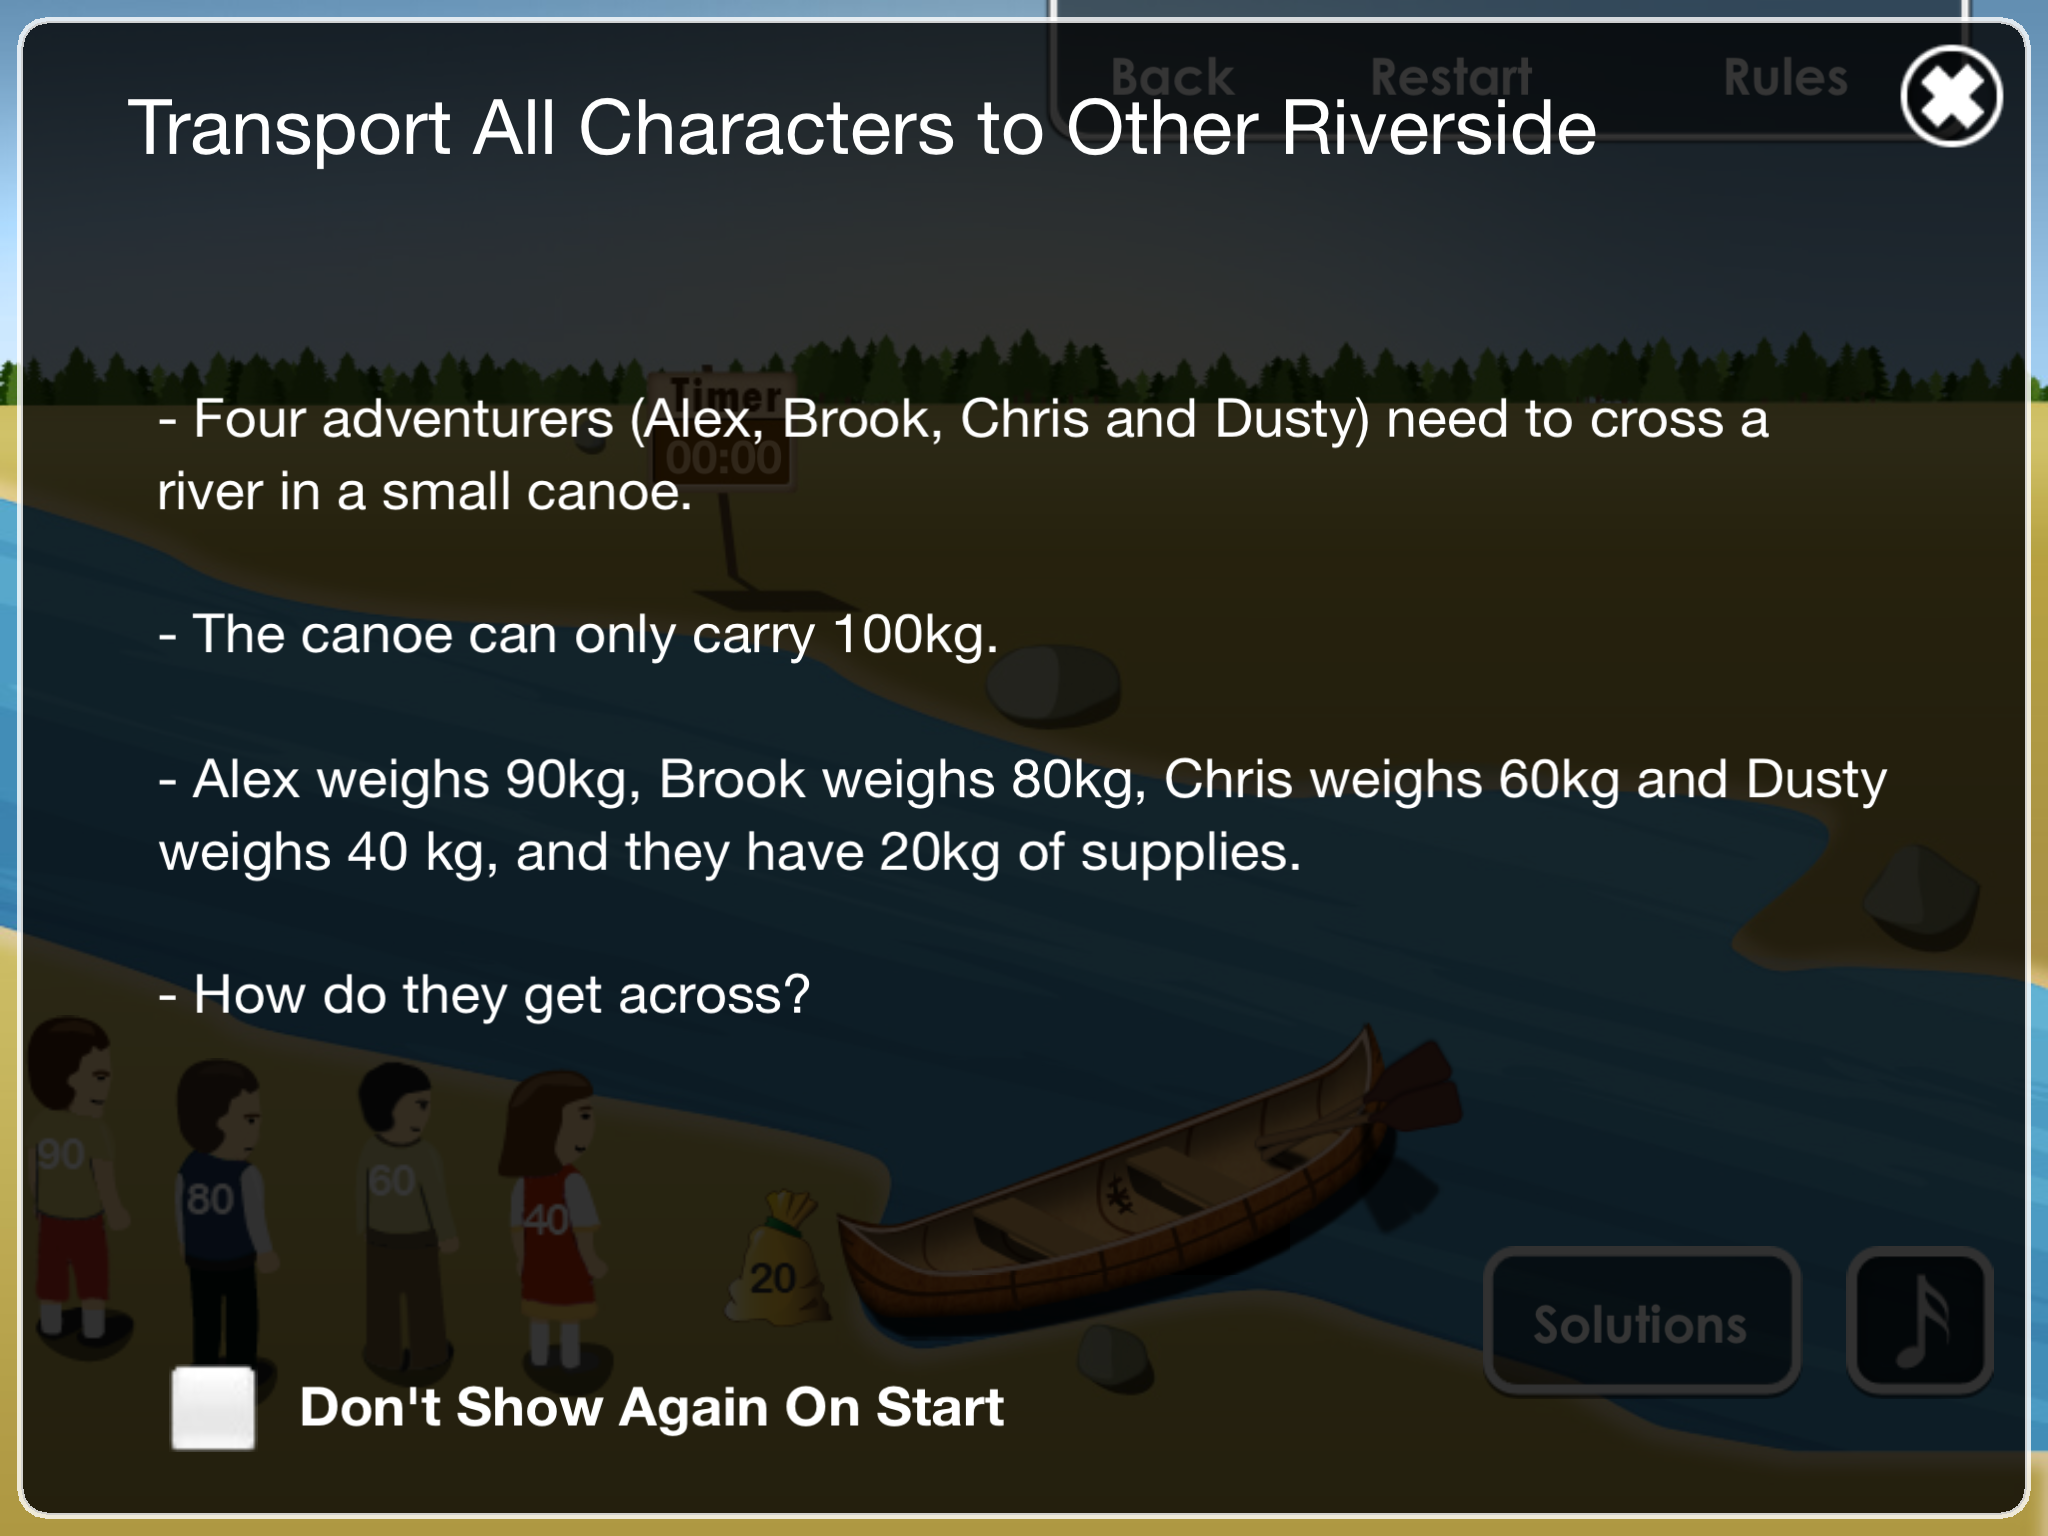 Back Restart Rules
Transport All Characters to Other Riverside
Timer
00:00
- Four adventurers (Alex, Brook, Chris and Dusty) need to cross a
river in a small canoe.
- The canoe can only carry 100kg.
- Alex weighs 90kg, Brook weighs 80kg, Chris weighs 60kg and Dusty
weighs 40 kg, and they have 20kg of supplies.
- How do they get across?
90
80
60
40
20
Solutions
Don't Show Again On Start